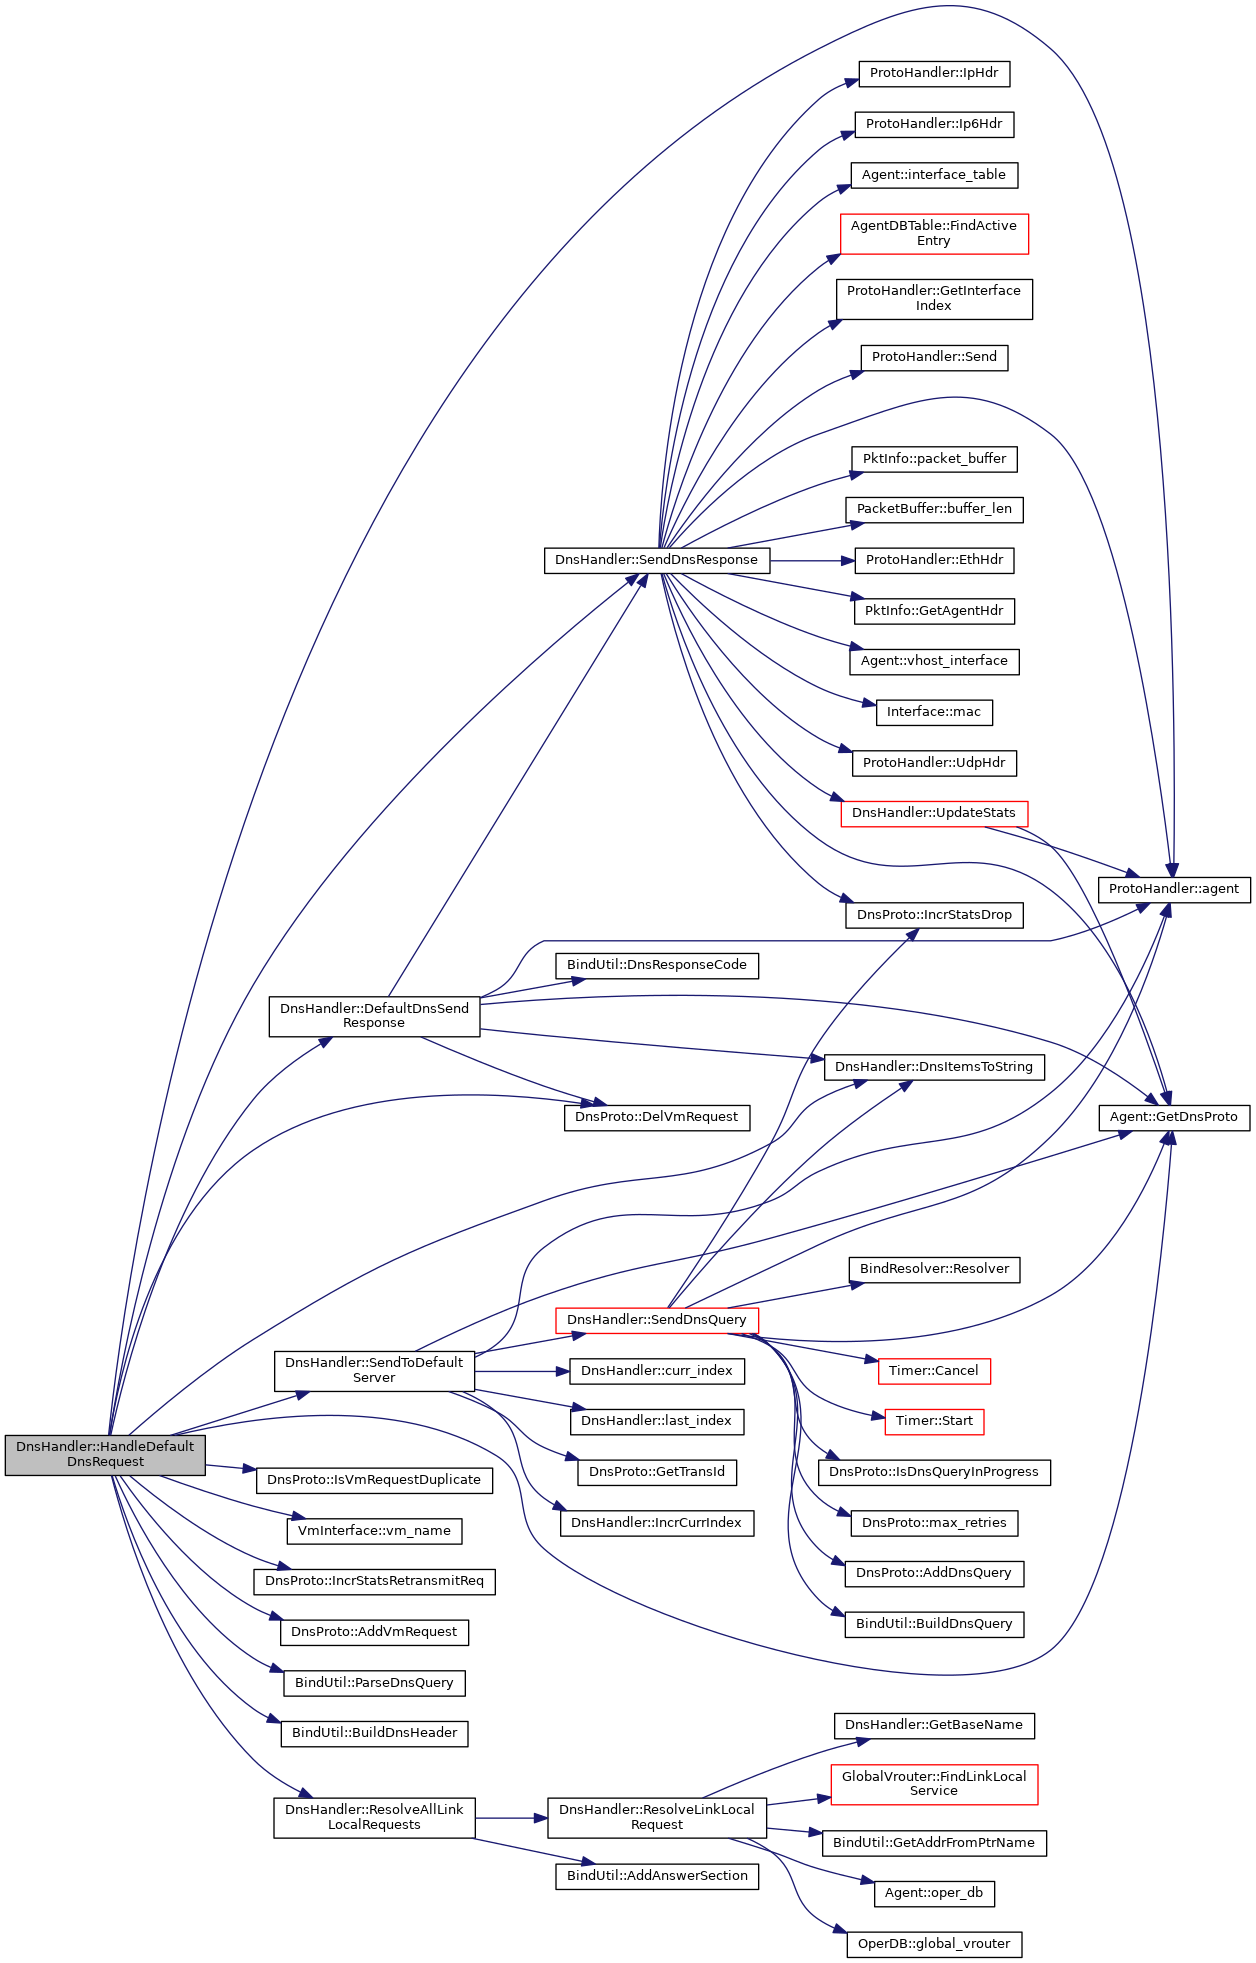 ProtoHandler::IpHdr
ProtoHandler::Ip6Hdr
Agent::interface_table
AgentDBTable::FindActive
Entry
ProtoHandler::GetInterface
Index
ProtoHandler::Send
PktInfo::packet_buffer
PacketBuffer::buffer_len
DnsHandler::SendDnsResponse
ProtoHandler::EthHdr
PktInfo::GetAgentHdr
Agent::vhost_interface
Interface::mac
ProtoHandler::UdpHdr
DnsHandler::UpdateStats
ProtoHandler::agent
DnsProto::IncrStatsDrop
BindUtil::DnsResponseCode
DnsHandler::DefaultDnsSend
Response
DnsHandler::DnsItemsToString
DnsProto::DelVmRequest
Agent::GetDnsProto
BindResolver::Resolver
DnsHandler::SendDnsQuery
DnsHandler::SendToDefault
Server
DnsHandler::curr_index
Timer::Cancel
DnsHandler::last_index
Timer::Start
DnsHandler::HandleDefault
DnsRequest
DnsProto::IsVmRequestDuplicate
DnsProto::GetTransId
DnsProto::IsDnsQueryInProgress
VmInterface::vm_name
DnsHandler::IncrCurrIndex
DnsProto::max_retries
DnsProto::IncrStatsRetransmitReq
DnsProto::AddDnsQuery
DnsProto::AddVmRequest
BindUtil::BuildDnsQuery
BindUtil::ParseDnsQuery
BindUtil::BuildDnsHeader
DnsHandler::GetBaseName
GlobalVrouter::FindLinkLocal
Service
DnsHandler::ResolveAllLink
LocalRequests
DnsHandler::ResolveLinkLocal
Request
BindUtil::GetAddrFromPtrName
BindUtil::AddAnswerSection
Agent::oper_db
OperDB::global_vrouter